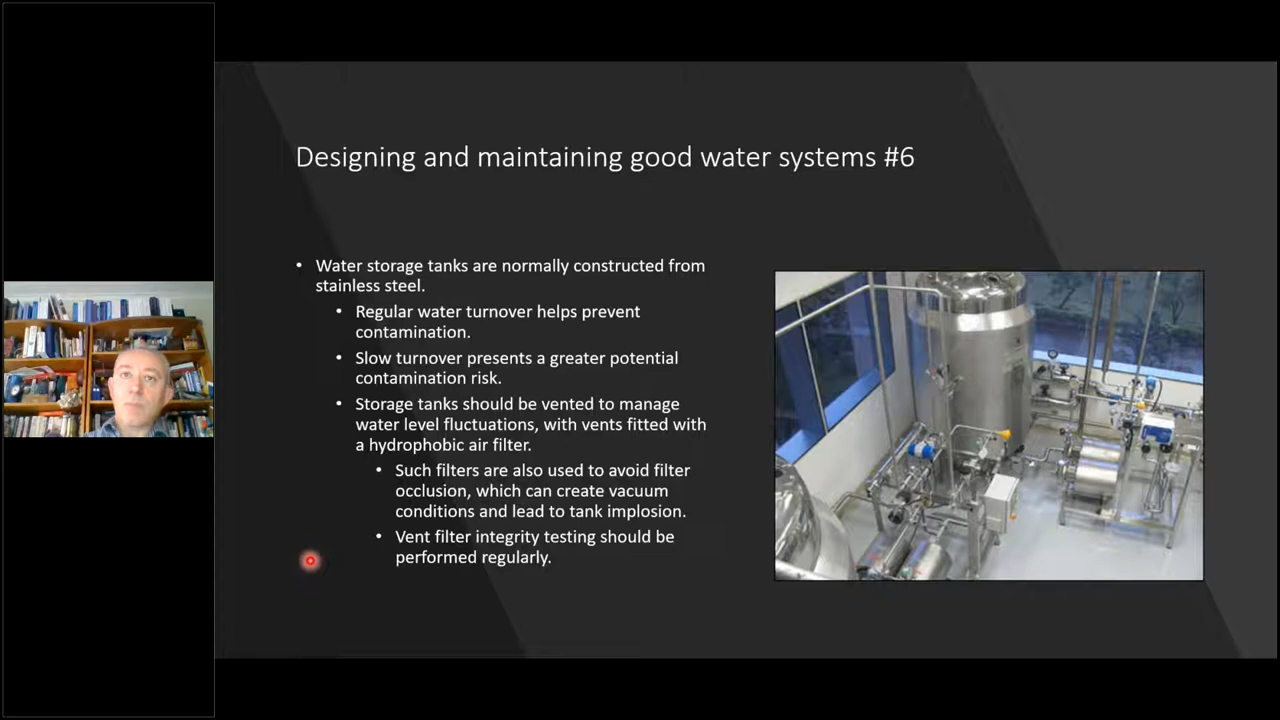 Designing and maintaining good water systems #6
• Water storage tanks are normally constructed from
stainless steel.
• Regular water turnover helps prevent
contamination.
• Slow turnover presents a greater potential
contamination risk.
• Storage tanks should be vented to manage
water level fluctuations, with vents fitted with
a hydrophobic air filter.
• Such filters are also used to avoid filter
occlusion, which can create vacuum
conditions and lead to tank implosion.
• Vent filter integrity testing should be
performed regularly.